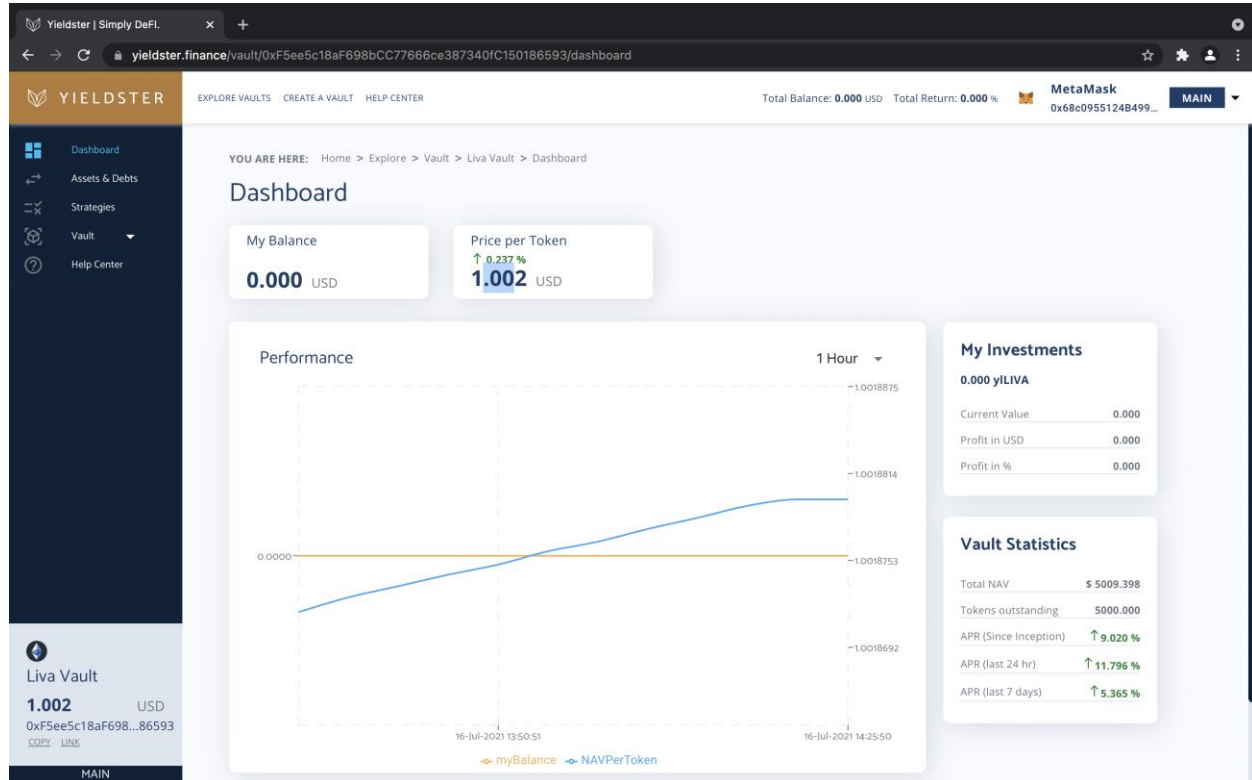 Yieldster | Simply DeFI.
yieldster.finance/vault/0xF5ee5c18aF698bCC77666ce387340fC150186593/dashboard
YIELDSTER
EXPLORE VAULTS CREATE A VAULT HELP CENTER
Total Balance: 0.000 USD Total Return: 0.000 %
MetaMask
0x68c0955124B499...
MAIN
Dashboard
Assets & Debts
Strategies
Vault
Help Center
Liva Vault
1.002 USD
0xF5ee5c18aF698...86593
COPY LINK
MAIN
YOU ARE HERE: Home > Explore > Vault > Liva Vault > Dashboard
Dashboard
My Balance
0.000 USD
Price per Token
↑ 0.237 %
1.002 USD
Performance
1 Hour
0.0000
1.0018875
1.0018814
1.0018753
1.0018692
16-Jul-2021 13:50:51
16-Jul-2021 14:25:50
myBalance NAVPerToken
My Investments
0.000 yILIVA
Current Value 0.000
Profit in USD 0.000
Profit in % 0.000
Vault Statistics
Total NAV $ 5009.398
Tokens outstanding 5000.000
APR (Since Inception) ↑ 9.020 %
APR (last 24 hr) ↑ 11.796 %
APR (last 7 days) ↑ 5.365 %